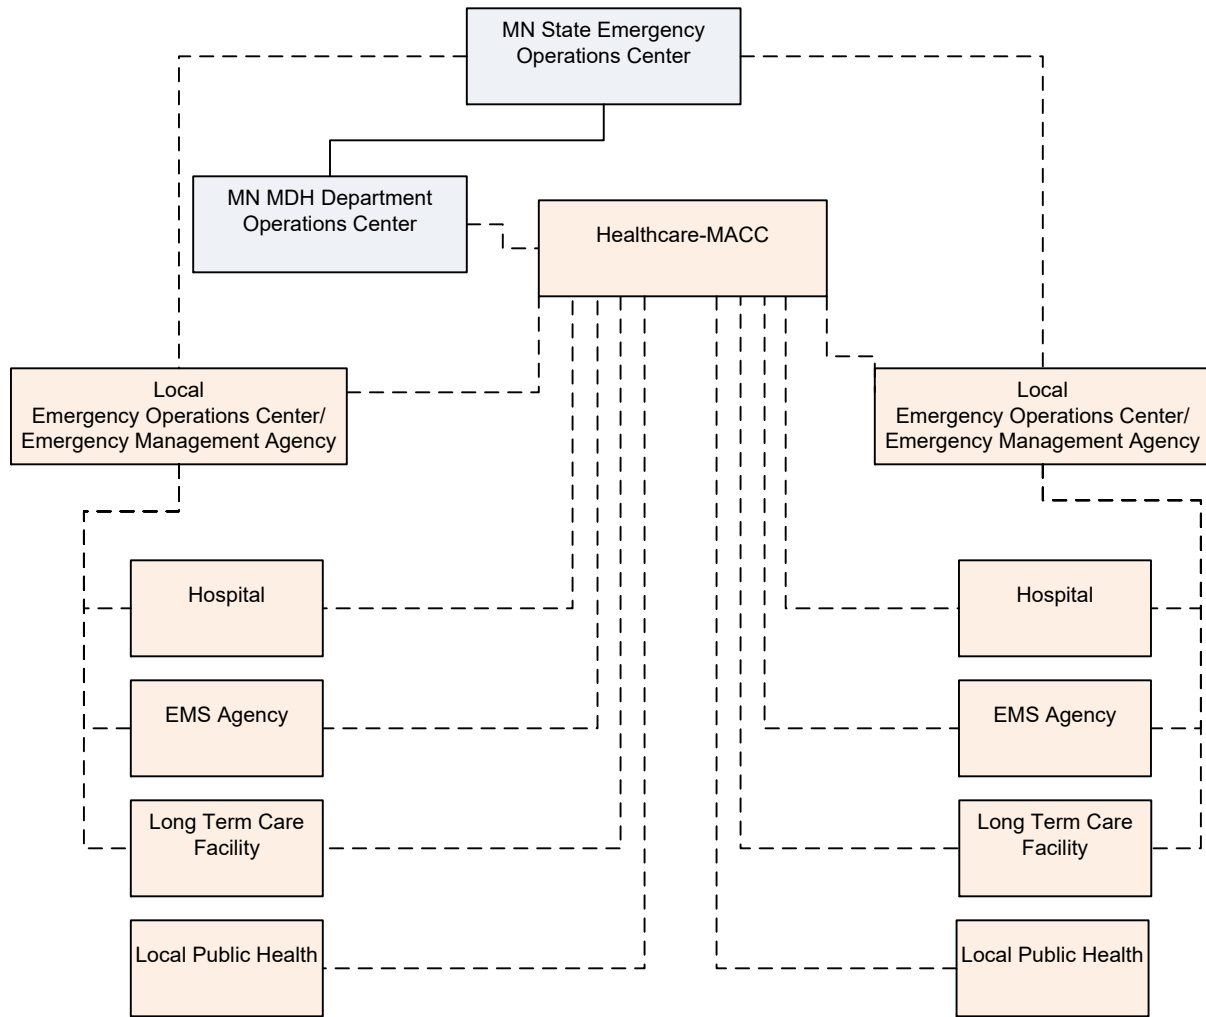 MN State Emergency
Operations Center
MN MDH Department
Operations Center
Healthcare-MACC
Local
Emergency Operations Center/
Emergency Management Agency
Local
Emergency Operations Center/
Emergency Management Agency
Hospital
Hospital
EMS Agency
EMS Agency
Long Term Care
Facility
Long Term Care
Facility
Local Public Health
Local Public Health